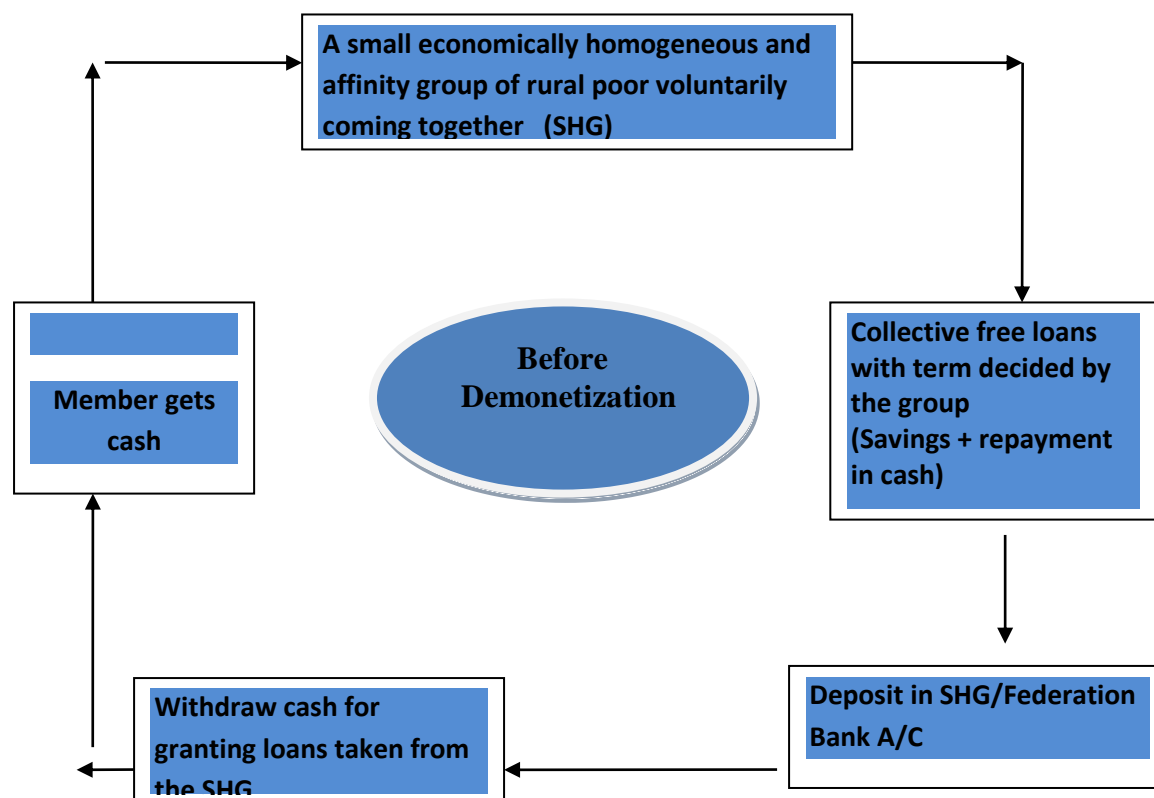 A small economically homogeneous and
affinity group of rural poor voluntarily
coming together (SHG)
Collective free loans
with term decided by
the group
(Savings + repayment
in cash)
Before
Demonetization
Member gets
cash
Deposit in SHG/Federation
Bank A/C
Withdraw cash for
granting loans taken from
the SHG